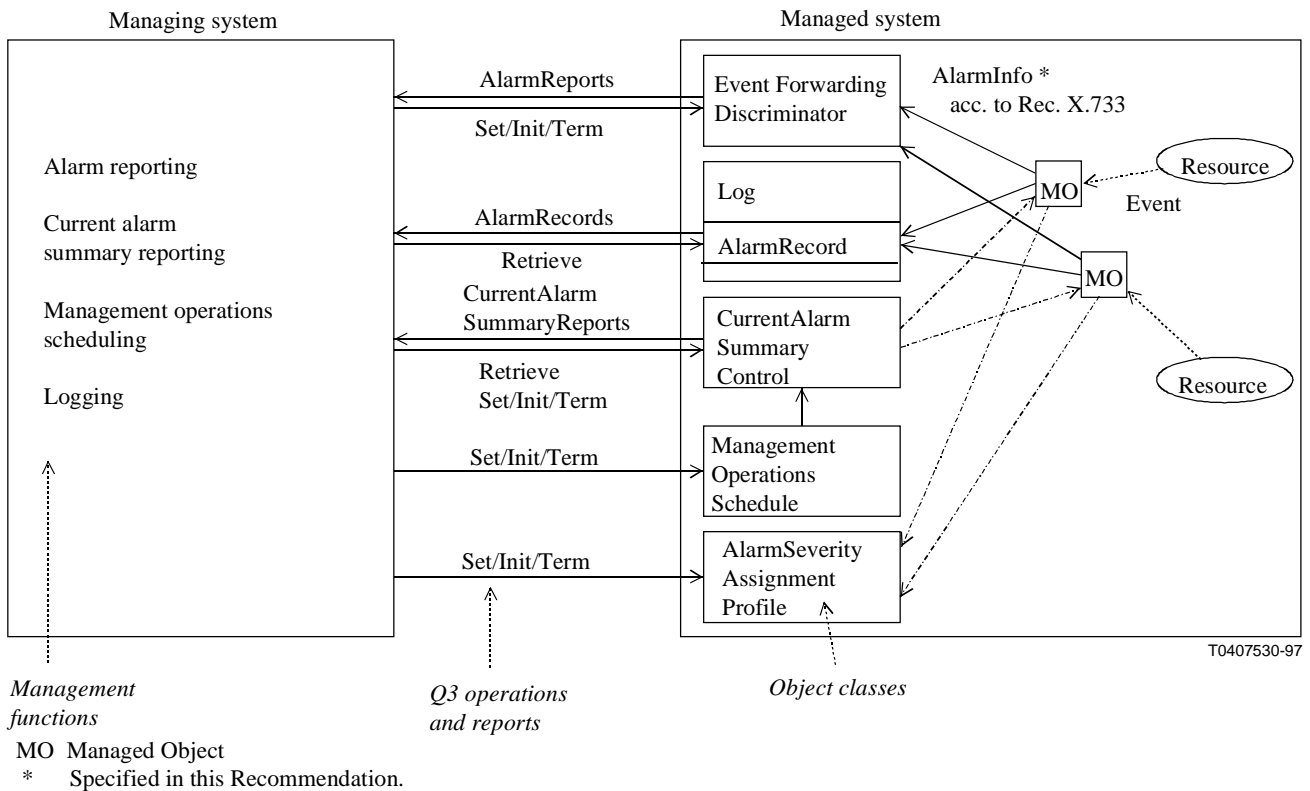 Managing system
Managed system
AlarmReports
Set/Init/Term
Event Forwarding
Discriminator
AlarmInfo *
acc. to Rec. X.733
Resource
MO
Event
Alarm reporting
Current alarm
summary reporting
Management operations
scheduling
Logging
AlarmRecords
Retrieve
Log
AlarmRecord
MO
Resource
CurrentAlarm
SummaryReports
Retrieve
Set/Init/Term
CurrentAlarm
Summary
Control
Set/Init/Term
Management
Operations
Schedule
Set/Init/Term
AlarmSeverity
Assignment
Profile
T0407530-97
Management
functions
Q3 operations
and reports
Object classes
MO Managed Object
* Specified in this Recommendation.